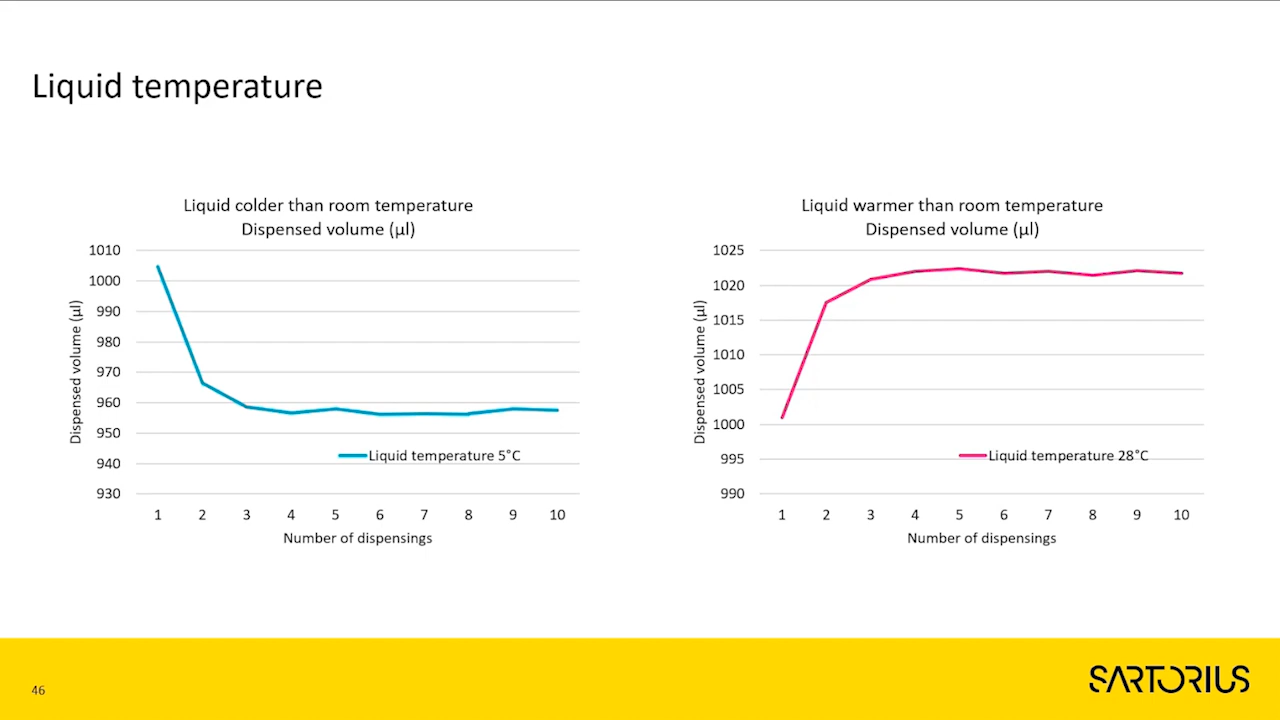 Liquid temperature
Liquid colder than room temperature
Dispensed volume (µl)
1010
1000
990
980
970
960
950
940
930
Dispensed volume (µl)
Liquid temperature 5°C
1 2 3 4 5 6 7 8 9 10
Number of dispensings
Liquid warmer than room temperature
Dispensed volume (µl)
1025
1020
1015
1010
1005
1000
995
990
Dispensed volume (µl)
Liquid temperature 28°C
1 2 3 4 5 6 7 8 9 10
Number of dispensings
46
SARTORIUS